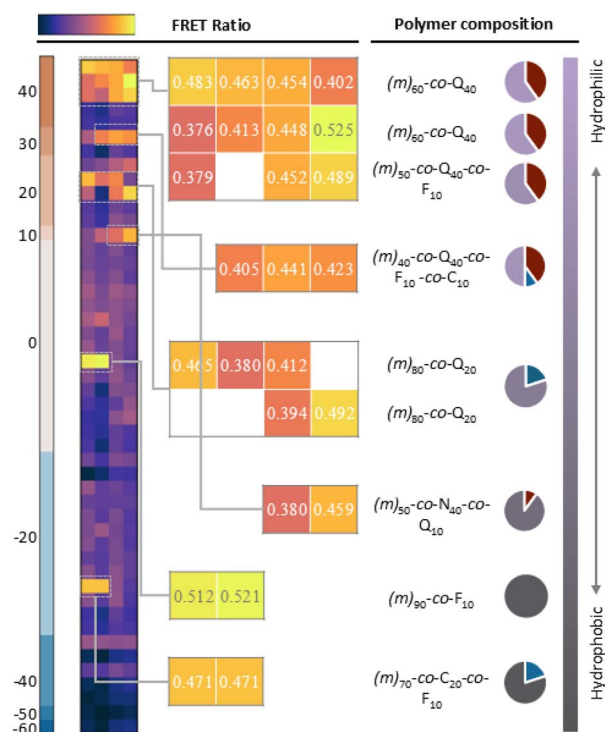 FRET Ratio
Polymer composition
40
30
20
10
0
-20
-40
-50
-60
0.483 0.463 0.454 0.402
0.376 0.413 0.448 0.525
0.379 0.452 0.489
0.405 0.441 0.423
0.465 0.380 0.412
0.394 0.492
0.380 0.459
0.512 0.521
0.471 0.471
(m)60-co-Q40
(m)60-co-Q40
(m)50-co-Q40-co-
F10
(m)40-co-Q40-co-
F10-co-C10
(m)80-co-Q20
(m)80-co-Q20
(m)50-co-N40-co-
Q10
(m)90-co-F10
(m)70-co-C20-co-
F10
Hydrophilic
Hydrophobic